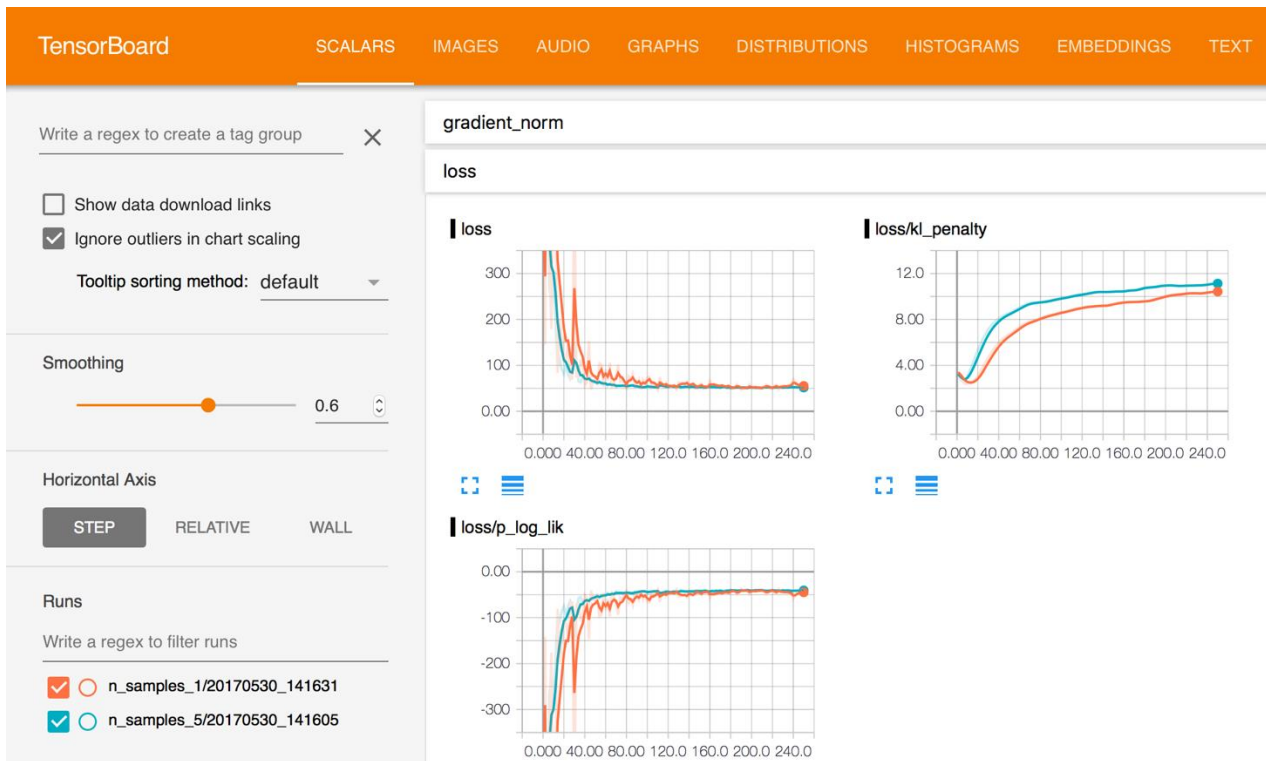 TensorBoard SCALARS IMAGES AUDIO GRAPHS DISTRIBUTIONS HISTOGRAMS EMBEDDINGS TEXT
Write a regex to create a tag group
Show data download links
Ignore outliers in chart scaling
Tooltip sorting method: default
Smoothing
0.6
Horizontal Axis
STEP RELATIVE WALL
Runs
Write a regex to filter runs
n_samples_1/20170530_141631
n_samples_5/20170530_141605
gradient_norm
loss
loss
300
200
100
0.00
0.000 40.00 80.00 120.0 160.0 200.0 240.0
loss/kl_penalty
12.0
8.00
4.00
0.00
0.000 40.00 80.00 120.0 160.0 200.0 240.0
loss/p_log_lik
0.00
-100
-200
-300
0.000 40.00 80.00 120.0 160.0 200.0 240.0